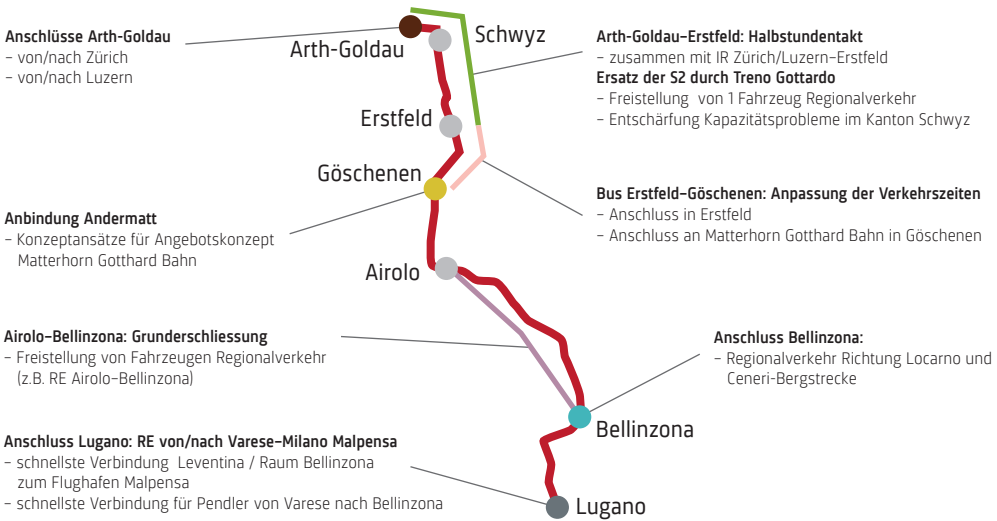 Anschlüsse Arth-Goldau
– von/nach Zürich
– von/nach Luzern
Arth-Goldau
Schwyz
Arth-Goldau–Erstfeld: Halbstundentakt
– zusammen mit IR Zürich/Luzern–Erstfeld
Ersatz der S2 durch Treno Gottardo
– Freistellung von 1 Fahrzeug Regionalverkehr
– Entschärfung Kapazitätsprobleme im Kanton Schwyz
Erstfeld
Göschenen
Bus Erstfeld–Göschenen: Anpassung der Verkehrszeiten
– Anschluss in Erstfeld
– Anschluss an Matterhorn Gotthard Bahn in Göschenen
Anbindung Andermatt
– Konzeptansätze für Angebotskonzept
Matterhorn Gotthard Bahn
Airolo
Airolo–Bellinzona: Grunderschliessung
– Freistellung von Fahrzeugen Regionalverkehr
(z.B. RE Airolo–Bellinzona)
Anschluss Bellinzona:
– Regionalverkehr Richtung Locarno und
Ceneri-Bergstrecke
Bellinzona
Anschluss Lugano: RE von/nach Varese–Milano Malpensa
– schnellste Verbindung Leventina / Raum Bellinzona
zum Flughafen Malpensa
– schnellste Verbindung für Pendler von Varese nach Bellinzona
Lugano